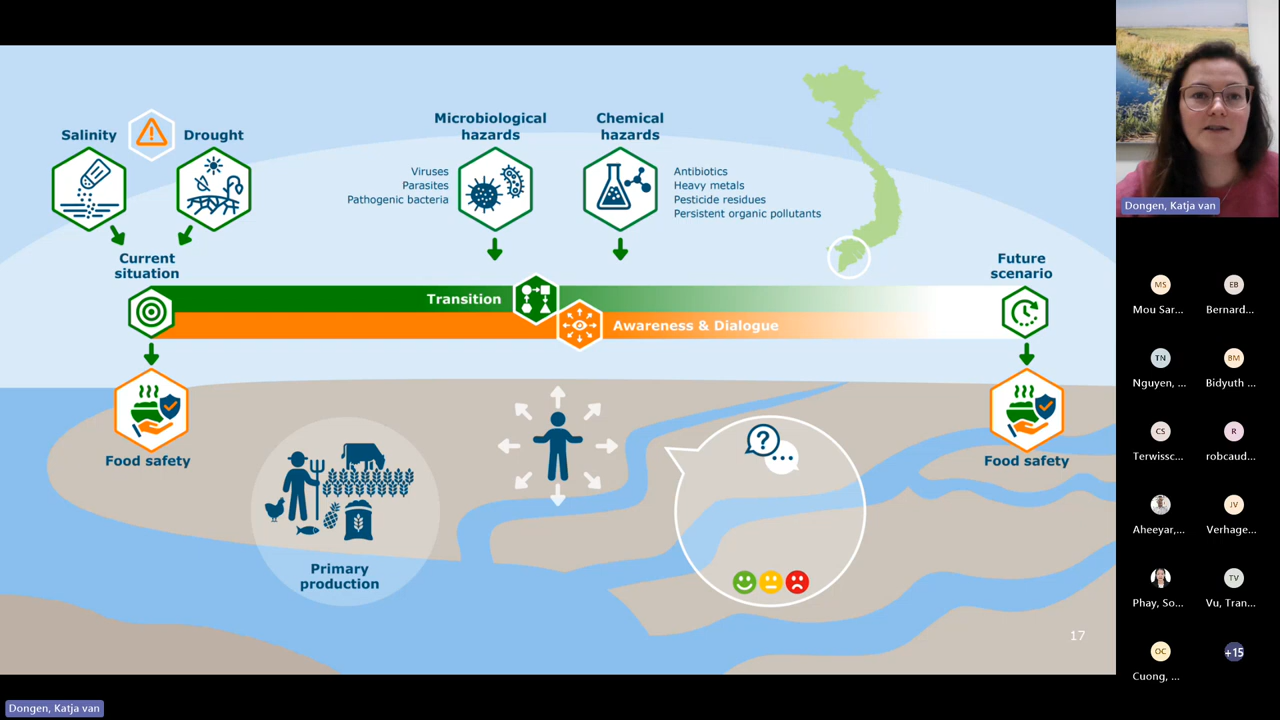 Salinity
Drought
Microbiological
hazards
Chemical
hazards
Viruses
Parasites
Pathogenic bacteria
Antibiotics
Heavy metals
Pesticide residues
Persistent organic pollutants
Current
situation
Future
scenario
Transition
Awareness & Dialogue
Food safety
Food safety
Primary
production
?
...
17
Dongen, Katja van
Dongen, Katja van
MS
Mou Sar...
EB
Bernard...
TN
Nguyen, ...
BM
Bidyuth ...
CS
Terwissc...
R
robcaud...
Aheeyar,...
JV
Verhage...
Phay, So...
TV
Vu, Tran...
OC
Cuong, ...
+15